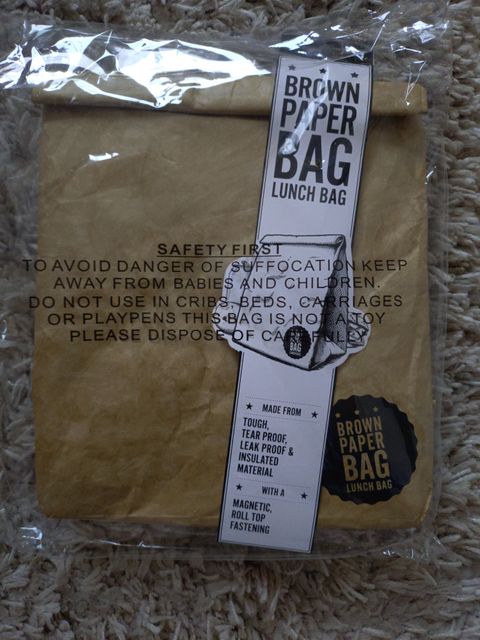 BROWN
PAPER
BAG
LUNCH BAG
SAFETY FIRST
TO AVOID DANGER OF SUFFOCATION KEEP
AWAY FROM BABIES AND CHILDREN.
DO NOT USE IN CRIBS, BEDS, CARRIAGES
OR PLAYPENS THIS BAG IS NOT A TOY
PLEASE DISPOSE OF CAREFULLY
BAG
MADE FROM
TOUGH,
TEAR PROOF,
LEAK PROOF &
INSULATED
MATERIAL
WITH A
MAGNETIC,
ROLL TOP
FASTENING
BROWN
PAPER
BAG
LUNCH BAG